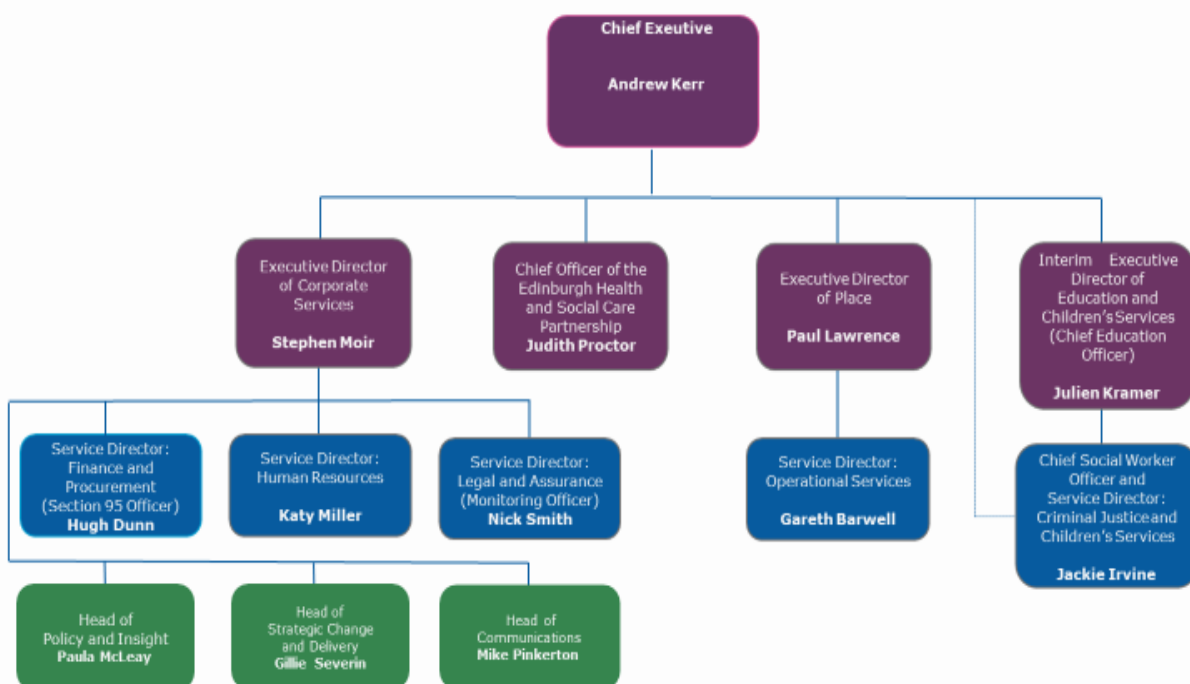 Chief Exeutive
Andrew Kerr
Executive Director
of Corporate
Services
Stephen Moir
Chief Officer of the
Edinburgh Health
and Social Care
Partnership
Judith Proctor
Executive Director
of Place
Paul Lawrence
Interim Executive
Director of
Education and
Children's Services
(Chief Education
Officer)
Julien Kramer
Service Director:
Finance and
Procurement
(Section 95 Officer)
Hugh Dunn
Service Director:
Human Resources
Katy Miller
Service Director:
Legal and Assurance
(Monitoring Officer)
Nick Smith
Service Director:
Operational Services
Gareth Barwell
Chief Social Worker
Officer and
Service Director:
Criminal Justice and
Children's Services
Jackie Irvine
Head of
Policy and Insight
Paula McLeay
Head of
Strategic Change
and Delivery
Gillie Severin
Head of
Communications
Mike Pinkerton